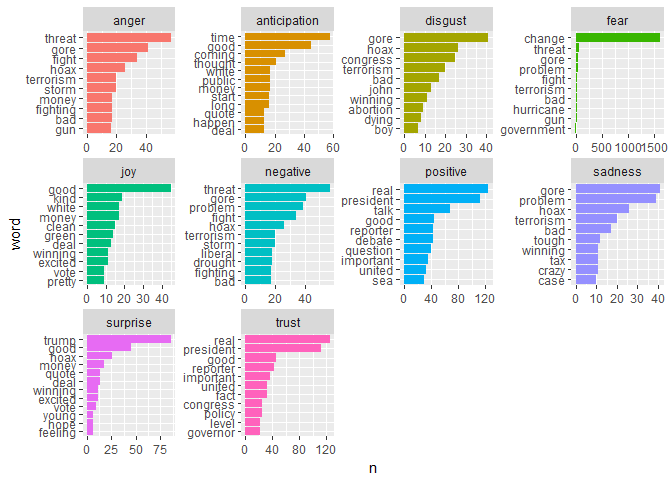 anger
threat
gore
fight
hoax
terrorism
storm
money
fighting
bad
gun
0 20 40
anticipation
time
good
coming
thought
white
public
money
start
long
quote
happen
deal
0 20 40 60
disgust
gore
hoax
congress
terrorism
bad
john
winning
abortion
dying
boy
0 10 20 30 40
fear
change
threat
gore
problem
fight
terrorism
bad
hurricane
gun
government
0 500 1000 1500
joy
good
kind
white
money
clean
green
deal
winning
excited
vote
pretty
0 10 20 30 40
negative
threat
gore
problem
fight
hoax
terrorism
storm
liberal
drought
fighting
bad
0 20 40
positive
real
president
talk
good
reporter
debate
question
important
united
sea
0 40 80 120
sadness
gore
problem
hoax
terrorism
bad
tough
winning
tax
crazy
case
0 10 20 30 40
surprise
trump
good
hoax
money
quote
deal
winning
excited
vote
young
hope
feeling
0 25 50 75
trust
real
president
good
reporter
important
united
fact
congress
policy
level
governor
0 40 80 120
word
n